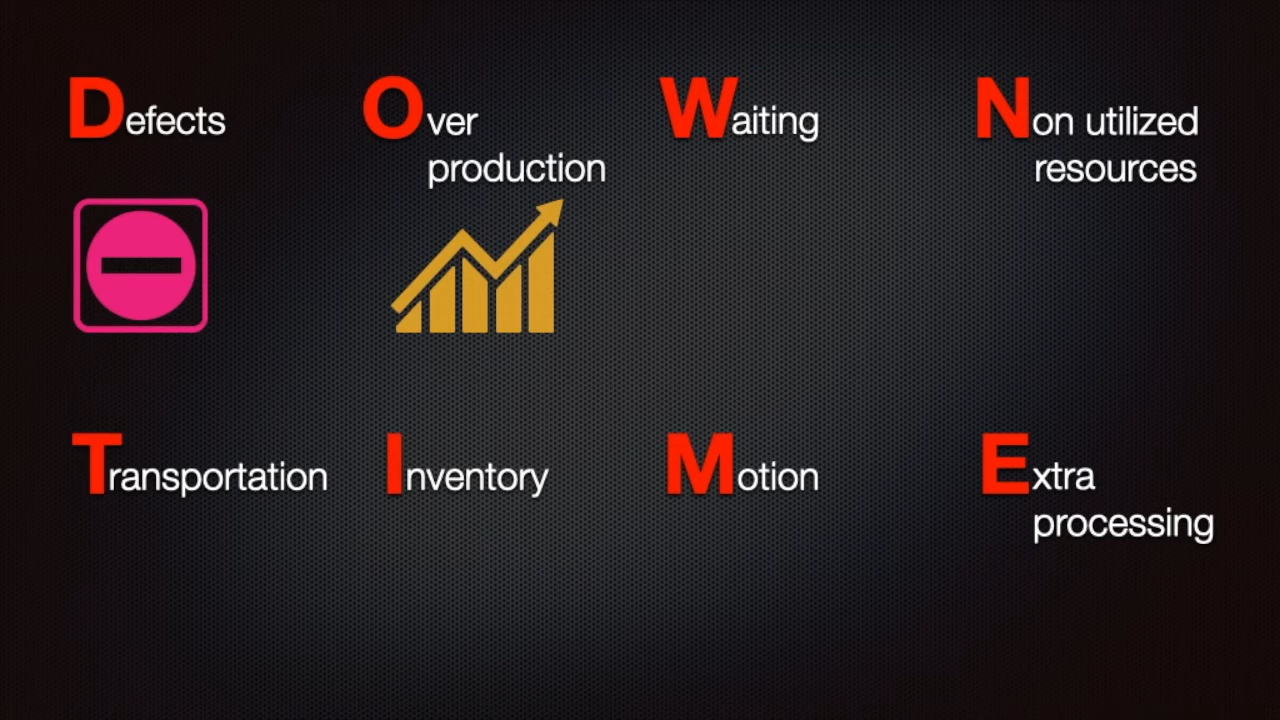 Defects
Over
production
Waiting
Non utilized
resources
Transportation
Inventory
Motion
Extra
processing